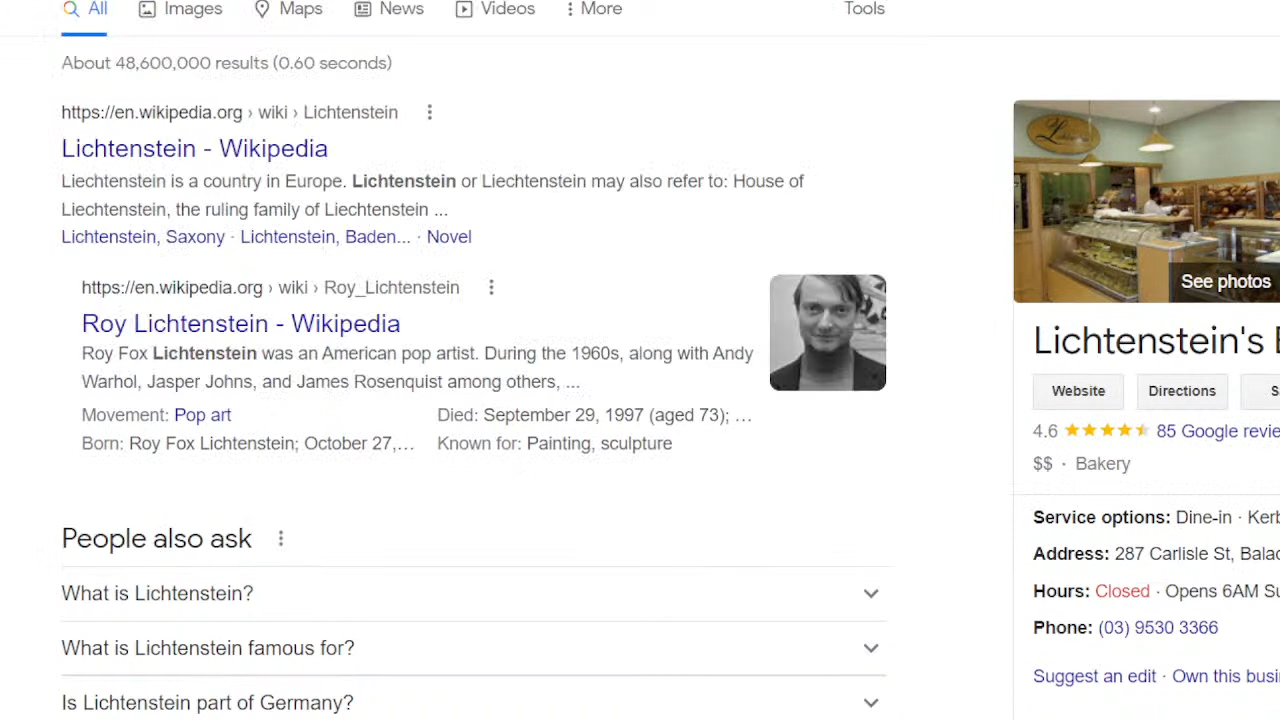 All Images Maps News Videos More Tools
About 48,600,000 results (0.60 seconds)
https://en.wikipedia.org › wiki › Lichtenstein
Lichtenstein - Wikipedia
Liechtenstein is a country in Europe. Lichtenstein or Liechtenstein may also refer to: House of
Liechtenstein, the ruling family of Liechtenstein ...
Lichtenstein, Saxony · Lichtenstein, Baden... · Novel
https://en.wikipedia.org › wiki › Roy_Lichtenstein
Roy Lichtenstein - Wikipedia
Roy Fox Lichtenstein was an American pop artist. During the 1960s, along with Andy
Warhol, Jasper Johns, and James Rosenquist among others, ...
Movement: Pop art
Died: September 29, 1997 (aged 73); ...
Born: Roy Fox Lichtenstein; October 27,...
Known for: Painting, sculpture
People also ask
What is Lichtenstein?
What is Lichtenstein famous for?
Is Lichtenstein part of Germany?
See photos
Lichtenstein's
Website Directions S
4.6 85 Google revie
$$ · Bakery
Service options: Dine-in · Kerb
Address: 287 Carlisle St, Balac
Hours: Closed · Opens 6AM Su
Phone: (03) 9530 3366
Suggest an edit · Own this busi